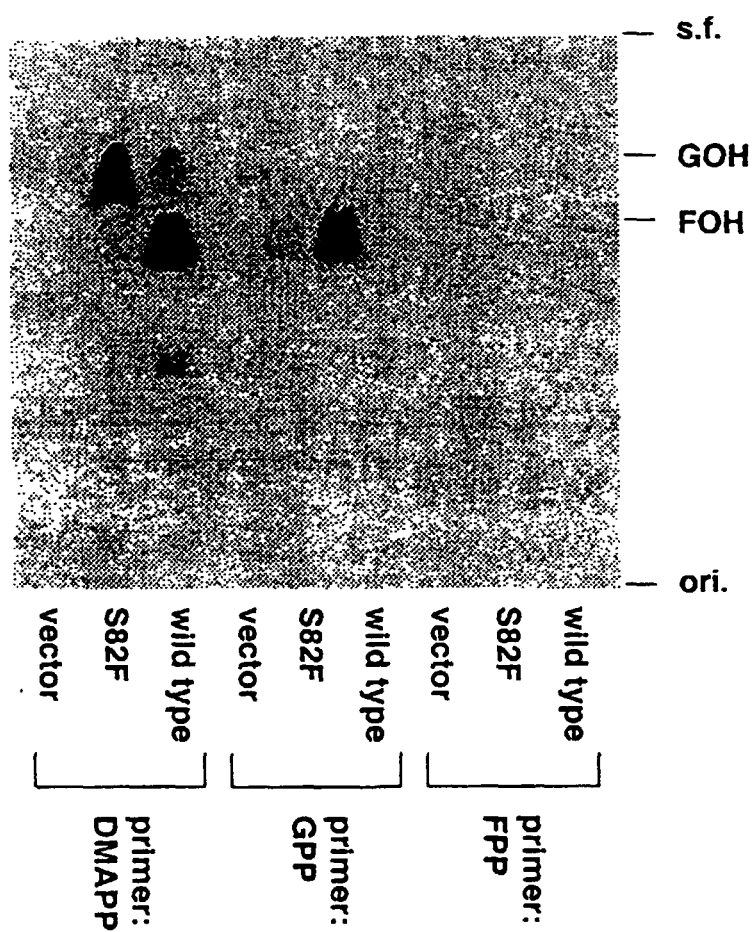 s.f.
GOH
FOH
ori.
vector
S82F
wild type
vector
S82F
wild type
vector
S82F
wild type
primer:
DMAPP
primer:
GPP
primer:
FPP